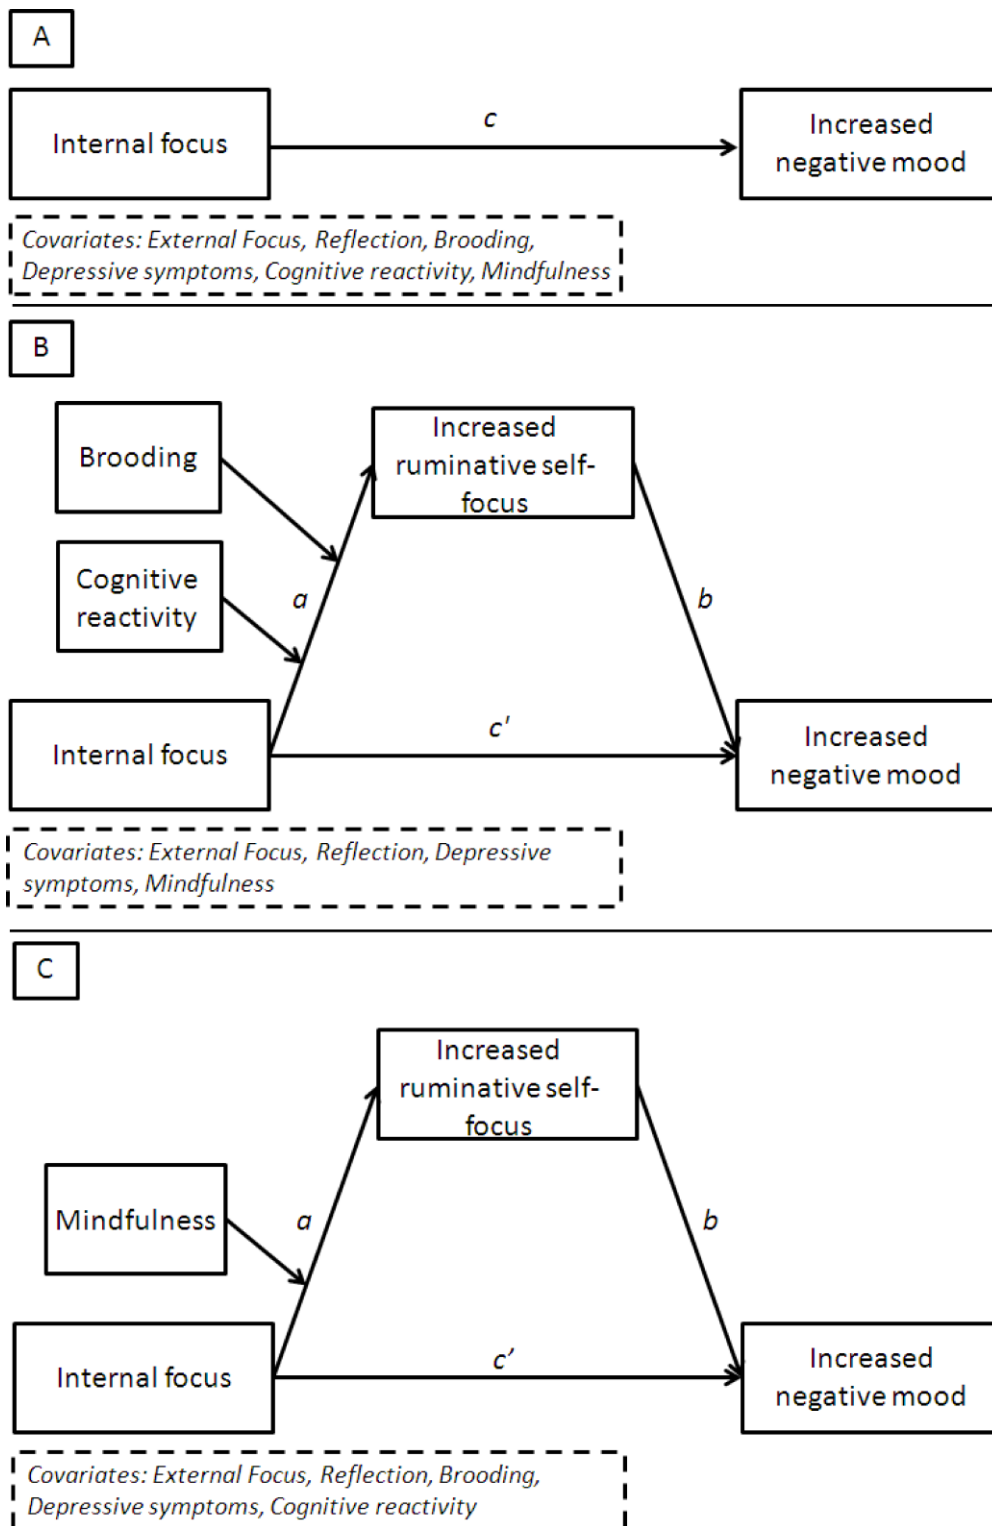 A
Internal focus
c
Increased
negative mood
Covariates: External Focus, Reflection, Brooding,
Depressive symptoms, Cognitive reactivity, Mindfulness
B
Brooding
Increased
ruminative self-
focus
Cognitive
reactivity
a
b
Internal focus
c'
Increased
negative mood
Covariates: External Focus, Reflection, Depressive
symptoms, Mindfulness
C
Increased
ruminative self-
focus
Mindfulness
a
b
Internal focus
c’
Increased
negative mood
Covariates: External Focus, Reflection, Brooding,
Depressive symptoms, Cognitive reactivity